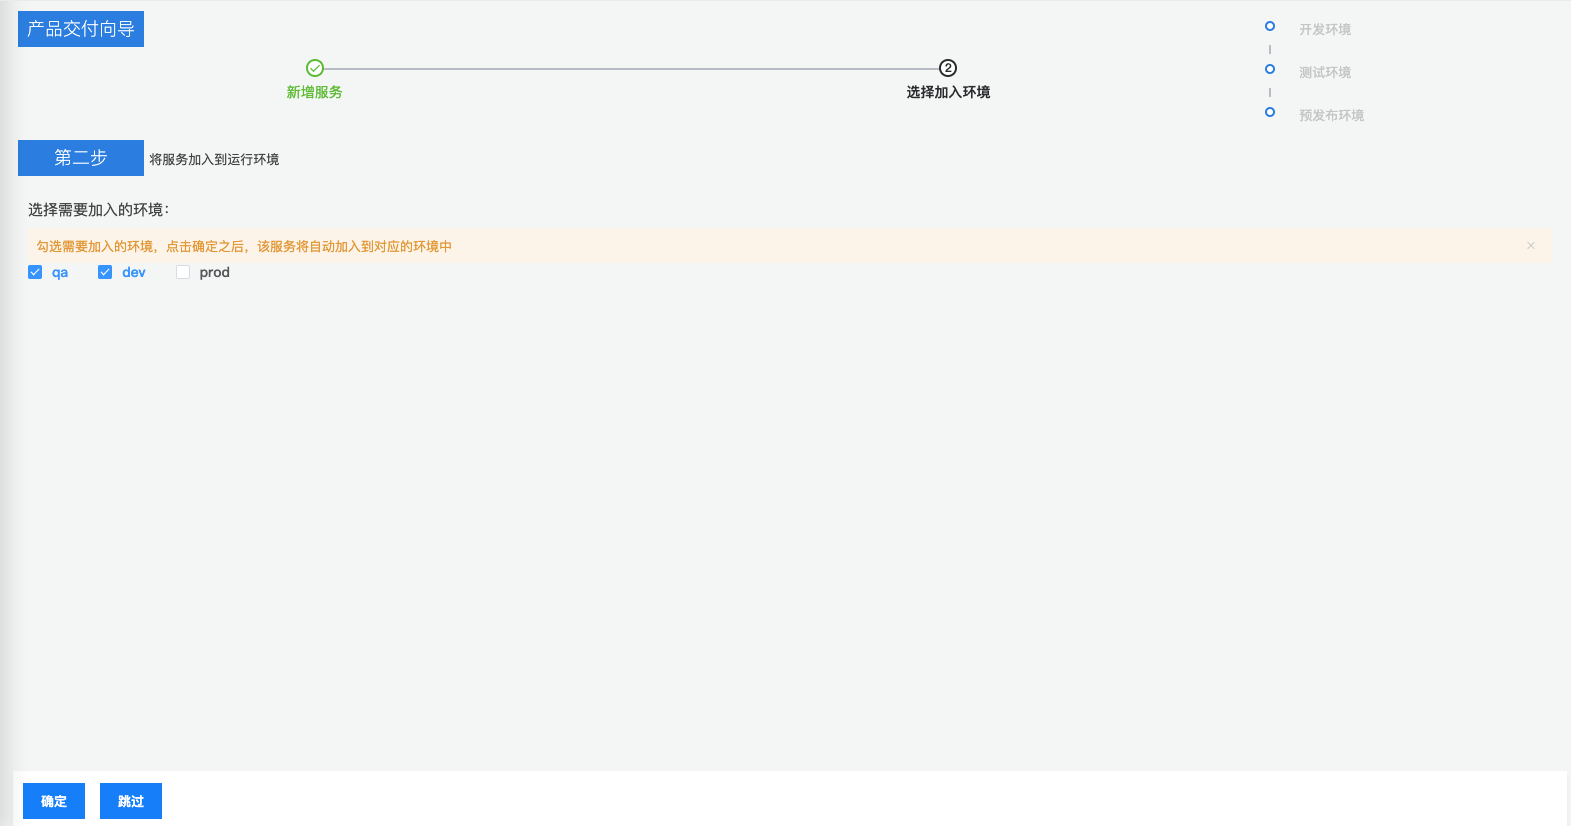 产品交付向导
新增服务
2
选择加入环境
开发环境
测试环境
预发布环境
第二步
将服务加入到运行环境
选择需要加入的环境：
勾选需要加入的环境，点击确定之后，该服务将自动加入到对应的环境中
qa dev prod
确定 跳过